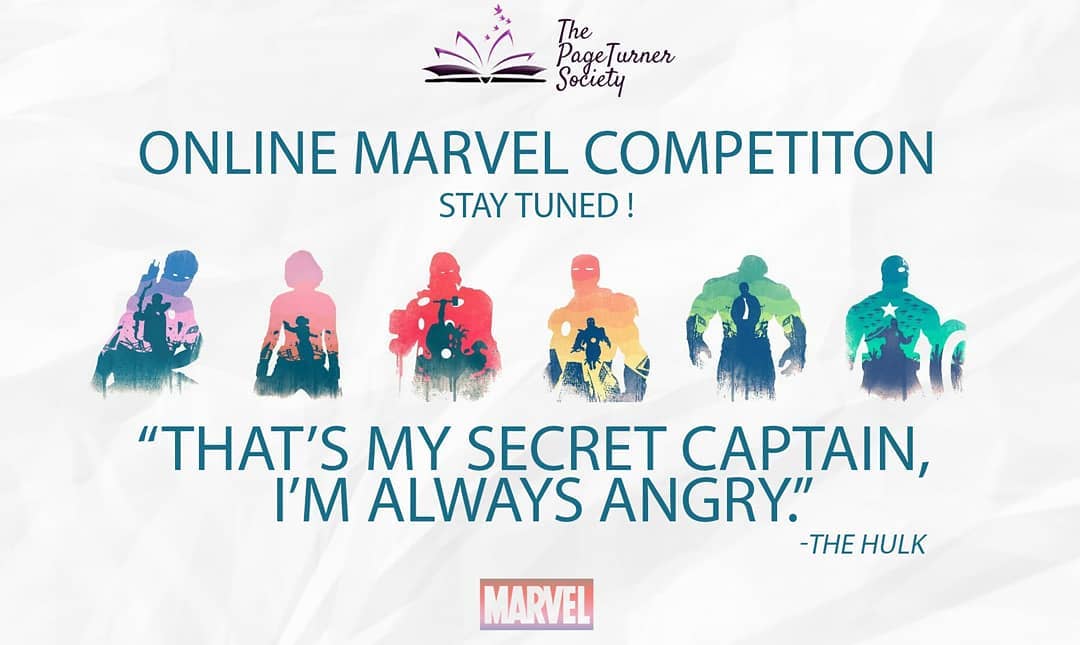 The
PageTurner
Society
ONLINE MARVEL COMPETITON
STAY TUNED !
“THAT’S MY SECRET CAPTAIN,
I’M ALWAYS ANGRY.”
-THE HULK
MARVEL